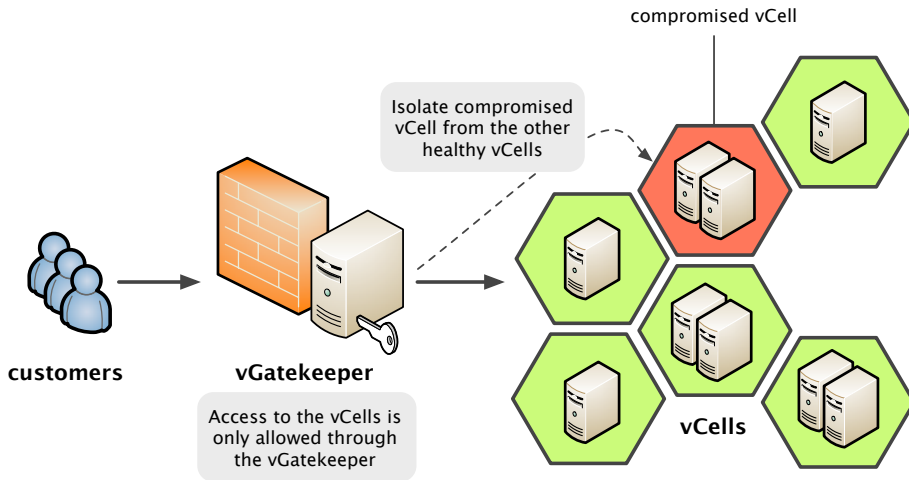 compromised vCell
Isolate compromised
vCell from the other
healthy vCells
customers
vGatekeeper
Access to the vCells is
only allowed through
the vGatekeeper
vCells